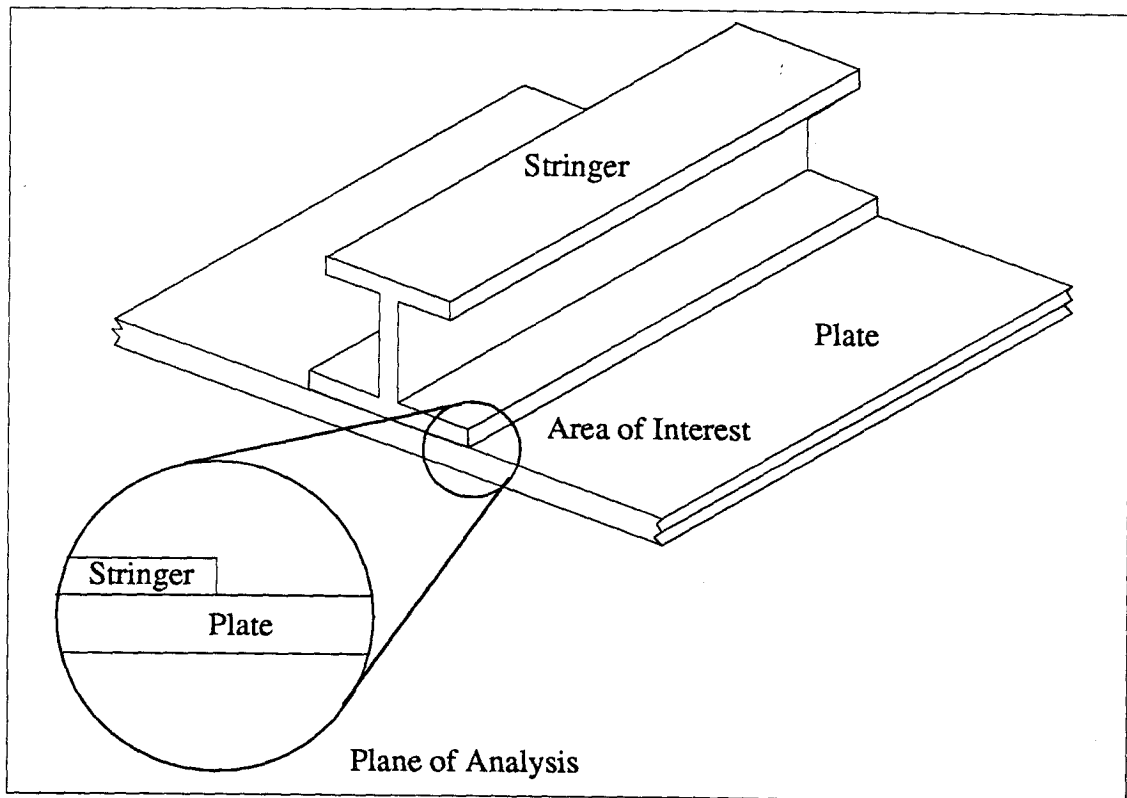 Stringer
Plate
Area of Interest
Stringer
Plate
Plane of Analysis